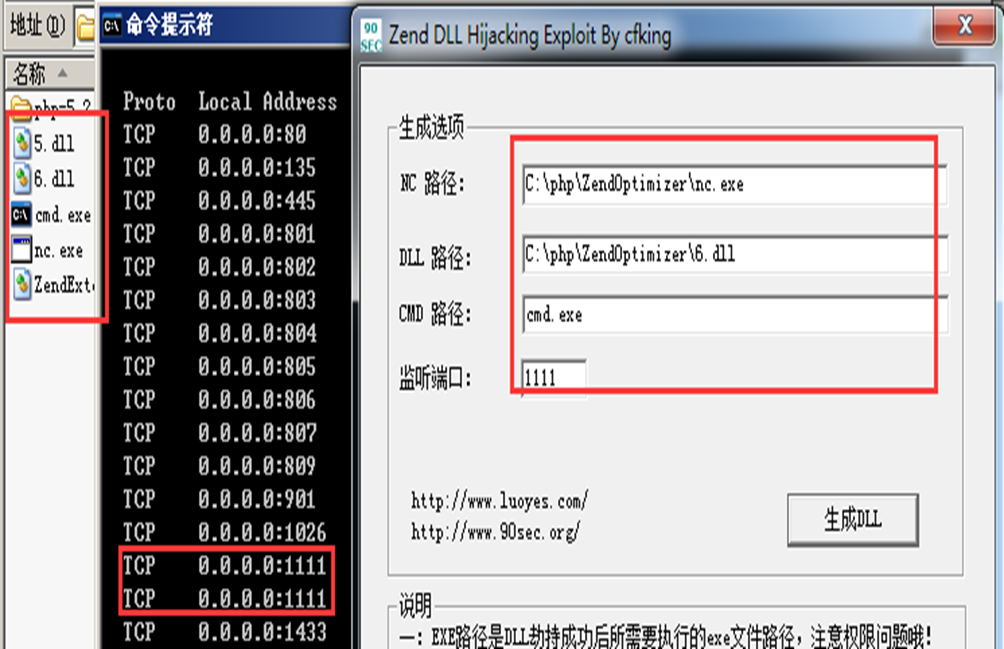 地址(D)
名称
php-5.2
5.dll
6.dll
cmd.exe
nc.exe
ZendExt
命令提示符
Proto Local Address
TCP 0.0.0.0:80
TCP 0.0.0.0:135
TCP 0.0.0.0:445
TCP 0.0.0.0:801
TCP 0.0.0.0:802
TCP 0.0.0.0:803
TCP 0.0.0.0:804
TCP 0.0.0.0:805
TCP 0.0.0.0:806
TCP 0.0.0.0:807
TCP 0.0.0.0:809
TCP 0.0.0.0:901
TCP 0.0.0.0:1026
TCP 0.0.0.0:1111
TCP 0.0.0.0:1111
TCP 0.0.0.0:1433
90 SEC
Zend DLL Hijacking Exploit By cfking
生成选项
NC 路径: C:\php\ZendOptimizer\nc.exe
DLL 路径: C:\php\ZendOptimizer\6.dll
CMD 路径: cmd.exe
监听端口: 1111
http://www.luoyes.com/
http://www.90sec.org/
生成DLL
说明
一: EXE路径是DLL劫持成功后所需要执行的exe文件路径，注意权限问题哦!